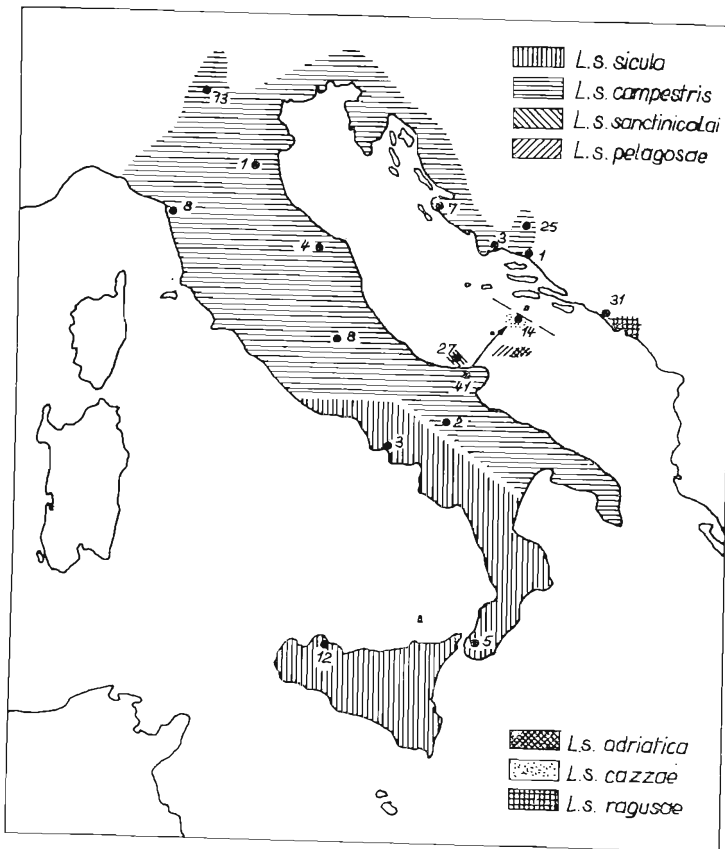 L.s. sicula
L.s. campestris
L.s. sanctinicolai
L.s. pelagosae
73
1
8
4
7
25
3
1
31
14
8
27
41
2
3
5
12
L.s. adriatica
L.s. cazzae
L.s. ragusae